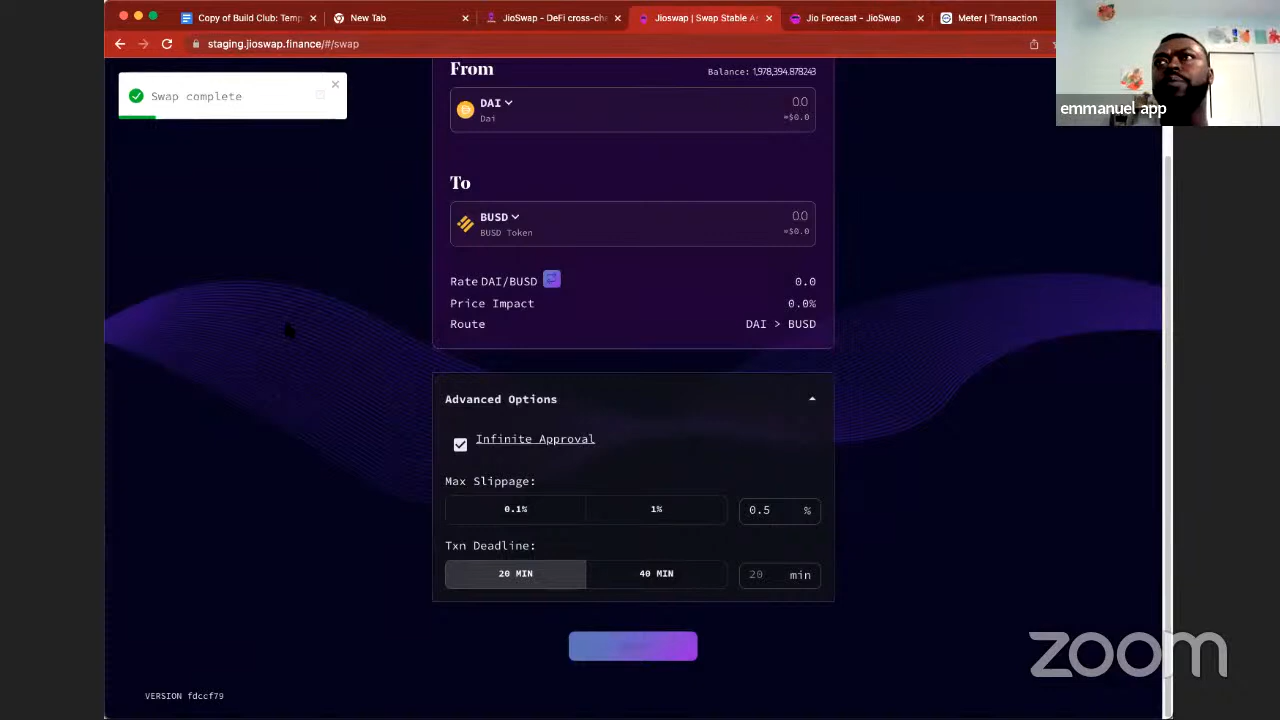 Copy of Build Club: Temp
New Tab
JioSwap - DeFi cross-cha
Jioswap | Swap Stable Ar
Jio Forecast - JioSwap
Meter | Transaction
staging.jioswap.finance/#/swap
emmanuel app
Swap complete
From
Balance: 1,978,394.878243
DAI
0.0
Dai
≈$0.0
To
BUSD
0.0
BUSD Token
≈$0.0
Rate DAI/BUSD
0.0
Price Impact
0.0%
Route
DAI > BUSD
Advanced Options
Infinite Approval
Max Slippage:
0.1%
1%
0.5 %
Txn Deadline:
20 MIN
40 MIN
20 min
zoom
VERSION fdccf79